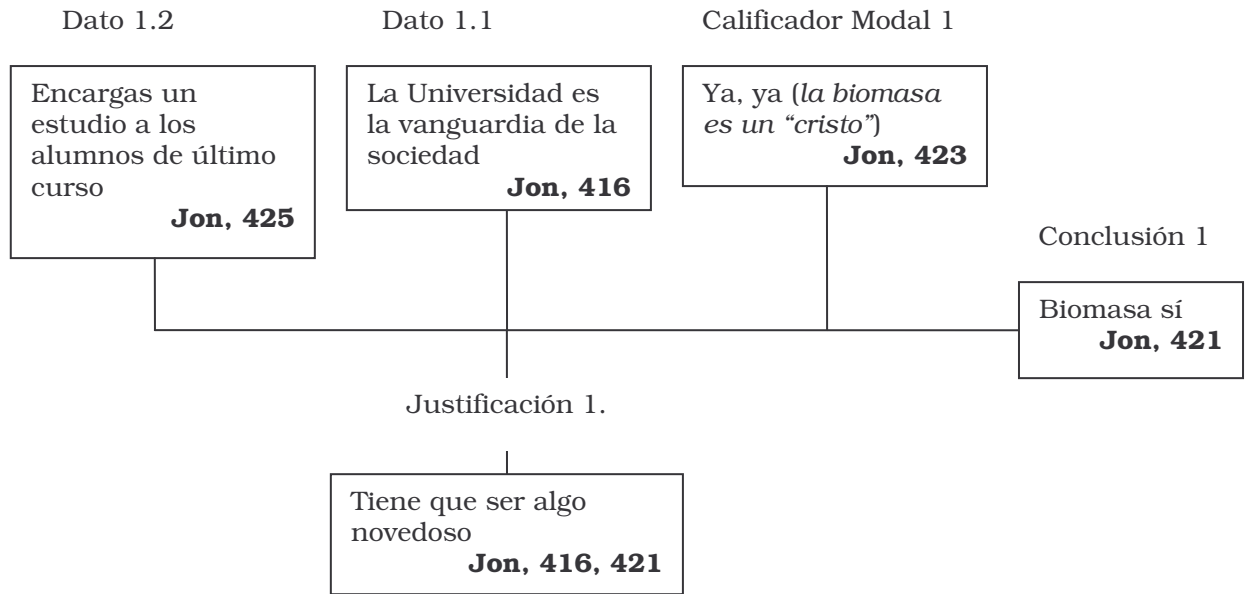 Dato 1.2
Dato 1.1
Calificador Modal 1
Encargas un
estudio a los
alumnos de último
curso
Jon, 425
La Universidad es
la vanguardia de la
sociedad
Jon, 416
Ya, ya (la biomasa
es un “cristo”)
Jon, 423
Conclusión 1
Biomasa sí
Jon, 421
Justificación 1.
Tiene que ser algo
novedoso
Jon, 416, 421